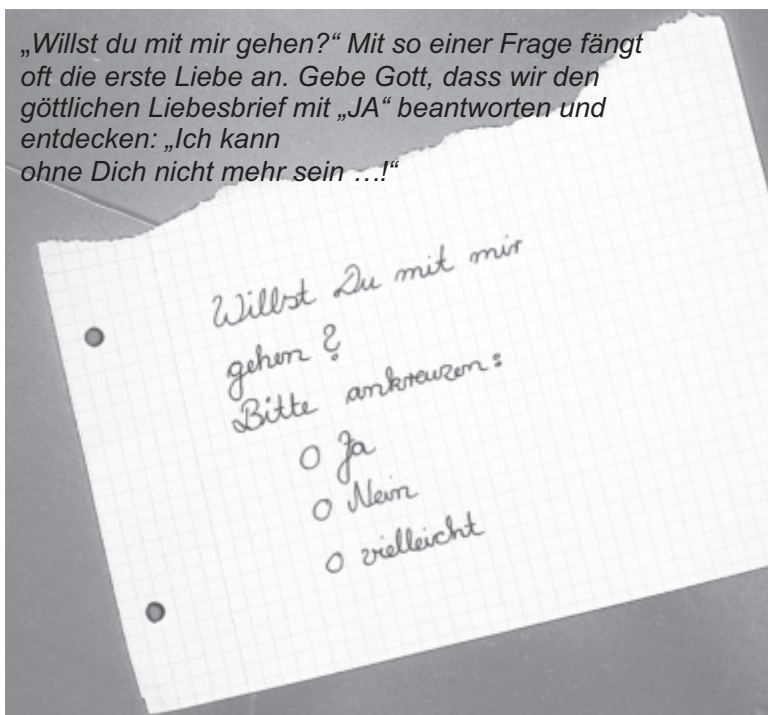 „Willst du mit mir gehen?“ Mit so einer Frage fängt
oft die erste Liebe an. Gebe Gott, dass wir den
göttlichen Liebesbrief mit „JA“ beantworten und
entdecken: „Ich kann
ohne Dich nicht mehr sein …!“
Willst Du mit mir
gehen?
Bitte ankreuzen:
O Ja
O Nein
O vielleicht